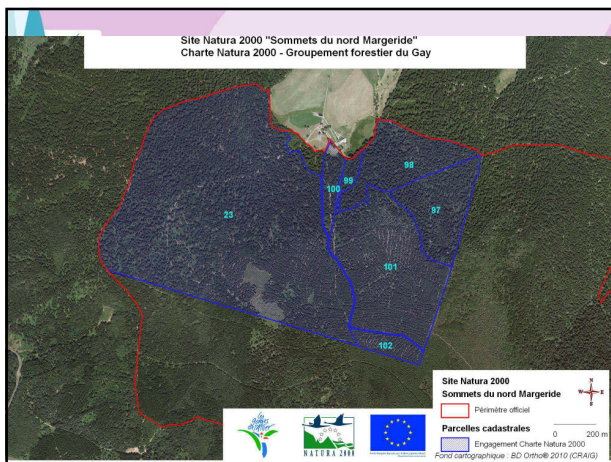 Site Natura 2000 "Sommets du nord Margeride"
Charte Natura 2000 - Groupement forestier du Gay
98
99
100
97
23
101
102
Site Natura 2000
Sommets du nord Margeride
Périmètre officiel
N
W
E
S
0 200 m
Parcelles cadastrales
Engagement Charte Natura 2000
Fond cartographique : BD Ortho® 2010 (CRAIG)
NATURA 2000